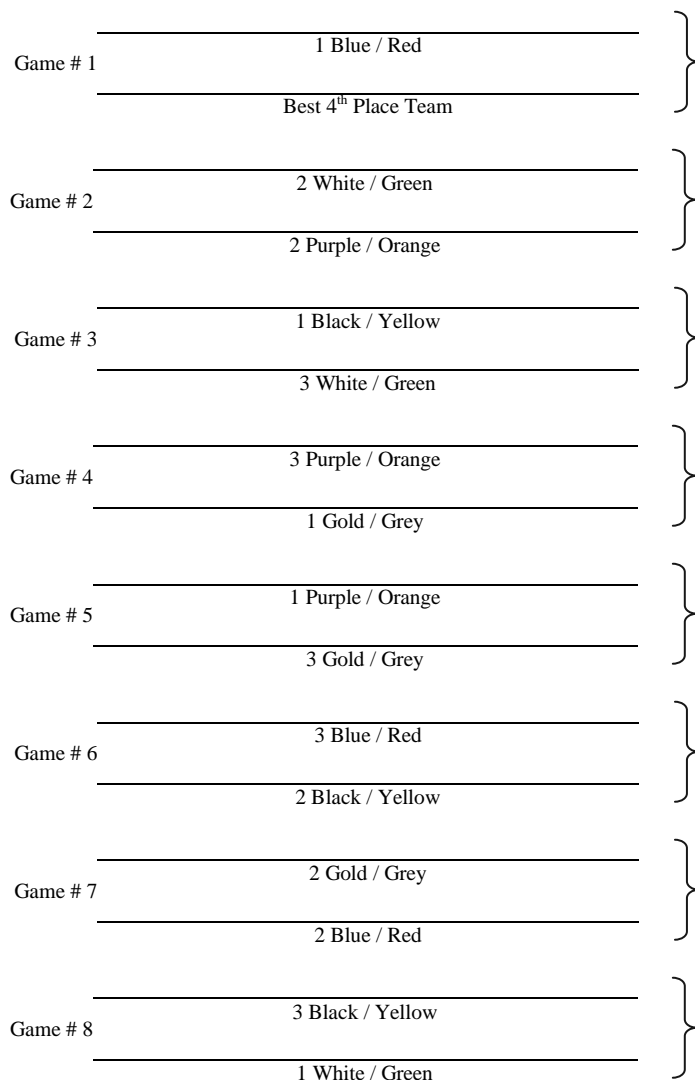 1 Blue / Red
Game # 1
Best 4th Place Team
2 White / Green
Game # 2
2 Purple / Orange
1 Black / Yellow
Game # 3
3 White / Green
3 Purple / Orange
Game # 4
1 Gold / Grey
1 Purple / Orange
Game # 5
3 Gold / Grey
3 Blue / Red
Game # 6
2 Black / Yellow
2 Gold / Grey
Game # 7
2 Blue / Red
3 Black / Yellow
Game # 8
1 White / Green